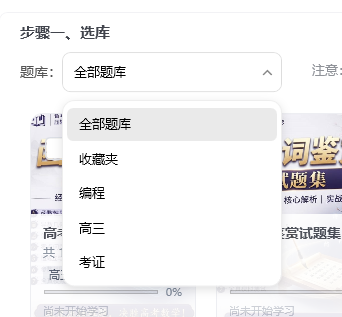 步骤一、选库
题库： 全部题库
注意：
全部题库
收藏夹
编程
高三
考证
词鉴
试题集
核心解析 | 实战
高考
赏试题集
共 1
高三
0%
尚未开始学习
尚未开始学习